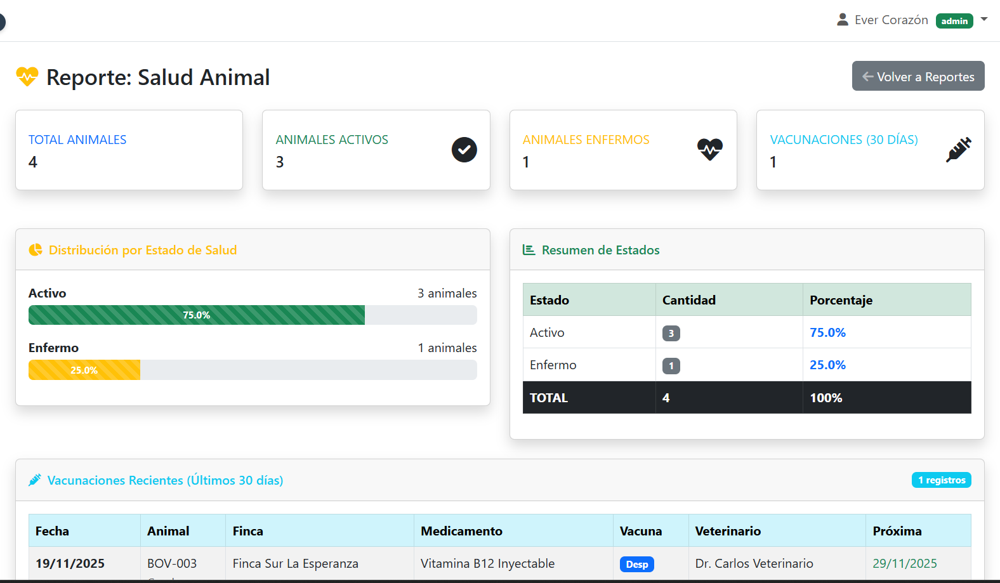 Ever Corazón admin
Reporte: Salud Animal
Volver a Reportes
TOTAL ANIMALES
4
ANIMALES ACTIVOS
3
ANIMALES ENFERMOS
1
VACUNACIONES (30 DÍAS)
1
Distribución por Estado de Salud
Activo 3 animales
75.0%
Enfermo 1 animales
25.0%
Resumen de Estados
Estado Cantidad Porcentaje
Activo 3 75.0%
Enfermo 1 25.0%
TOTAL 4 100%
Vacunaciones Recientes (Últimos 30 días) 1 registros
Fecha Animal Finca Medicamento Vacuna Veterinario Próxima
19/11/2025 BOV-003 Finca Sur La Esperanza Vitamina B12 Inyectable Desp Dr. Carlos Veterinario 29/11/2025